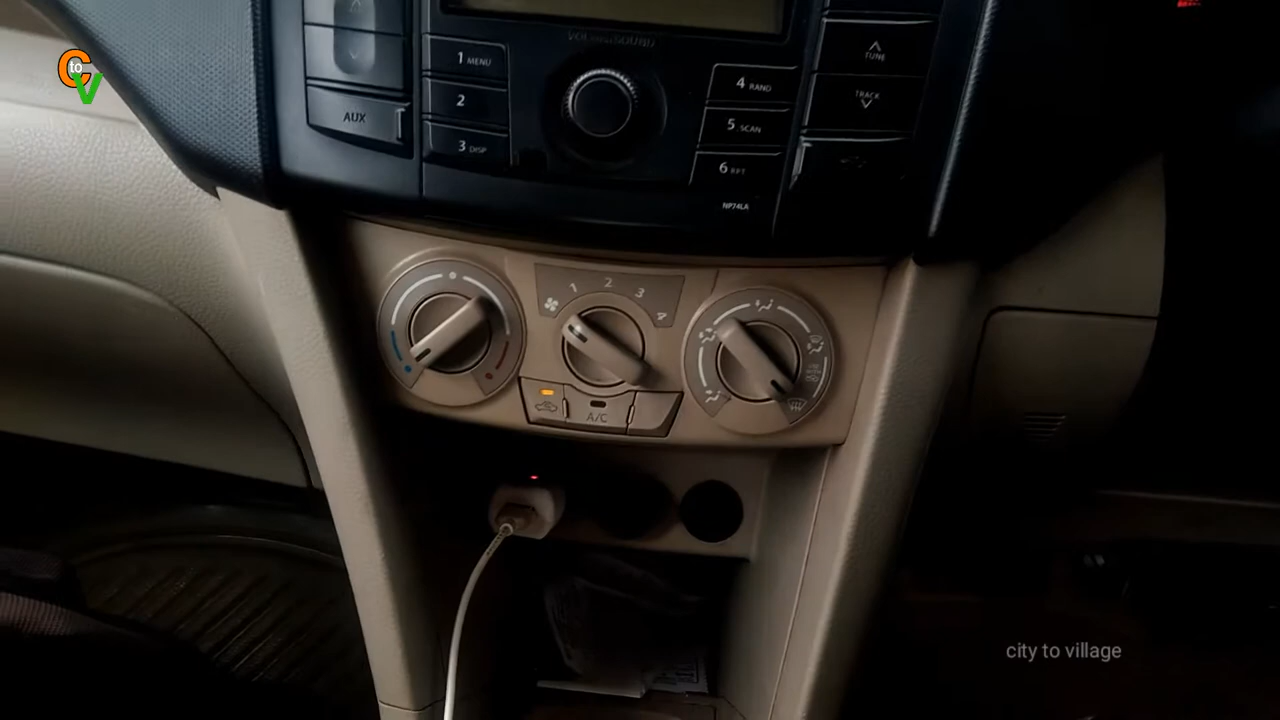 C to V
1 MENU
2
3 DISP
AUX
4 RAND
5 SCAN
6 RPT
NP74LA
TUNE
TRACK
1 2 3
A/C
city to village